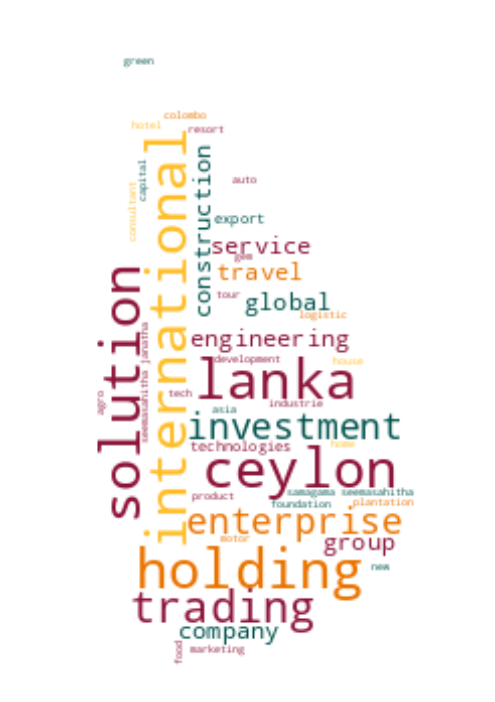 green
colombo
hotel
resort
international
construction
capital
consultant
auto
export
service
gem
travel
tour
global
logistic
solution
engineering
seemasahitha janatha
development
house
lanka
tech
agro
industrie
asia
investment
technologies
home
ceylon
samagama seemasahitha
product
foundation
plantation
enterprise
motor
group
holding
new
trading
company
food
marketing